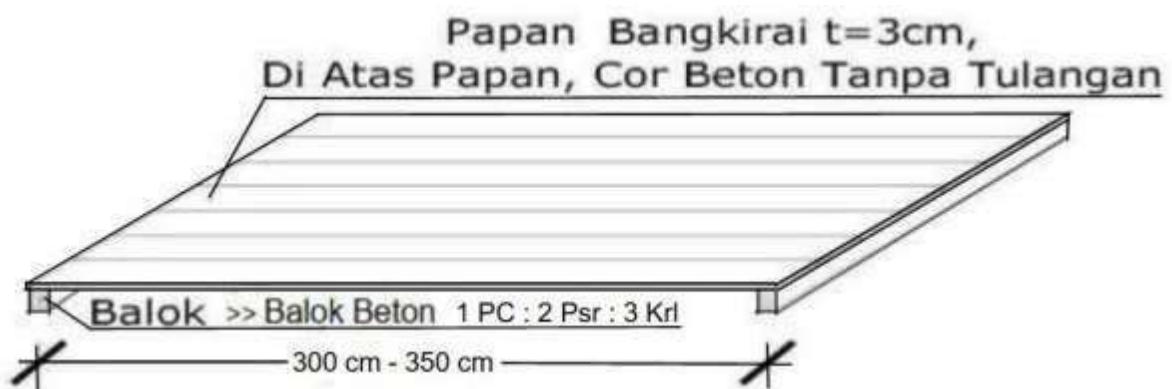 Papan Bangkirai t=3cm,
Di Atas Papan, Cor Beton Tanpa Tulangan
Balok >> Balok Beton 1 PC : 2 Psr : 3 Krl
300 cm - 350 cm